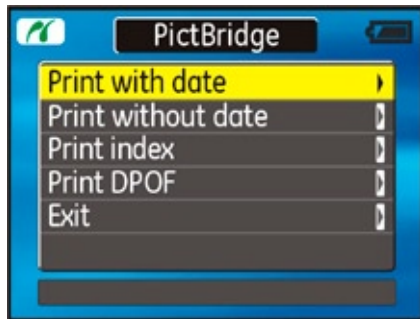 PictBridge
Print with date
Print without date
Print index
Print DPOF
Exit